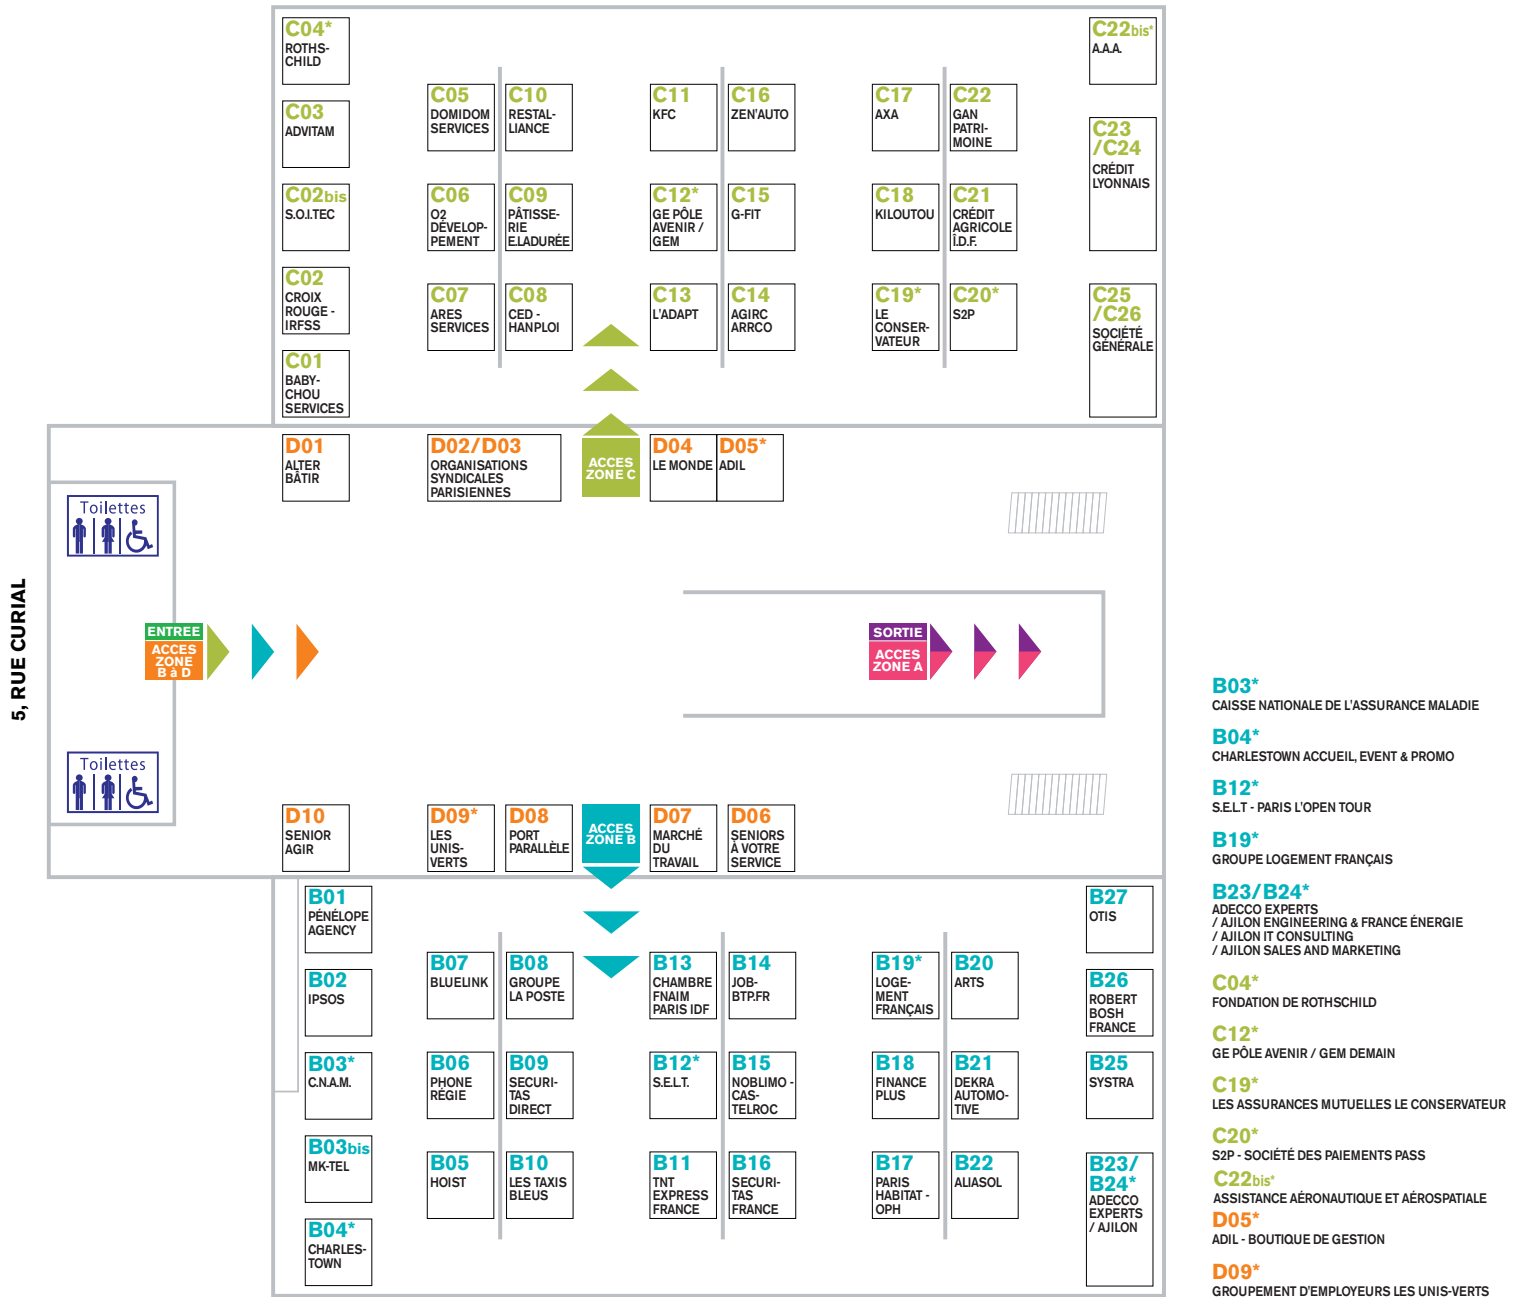 C04*
ROTHS-
CHILD
C03
ADVITAM
C02bis
S.O.I.TEC
C02
CROIX
ROUGE -
IRFSS
C01
BABY-
CHOU
SERVICES
C05
DOMIDOM
SERVICES
C10
RESTAL-
LIANCE
C06
O2
DÉVELOP-
PEMENT
C09
PÂTISSE-
RIE
E.LADURÉE
C07
ARES
SERVICES
C08
CED -
HANPLOI
C11
KFC
C16
ZEN'AUTO
C12*
GE PÔLE
AVENIR /
GEM
C15
G-FIT
C13
L'ADAPT
C14
AGIRC
ARRCO
C17
AXA
C22
GAN
PATRI-
MOINE
C18
KILOUTOU
C21
CRÉDIT
AGRICOLE
Î.D.F.
C19*
LE
CONSER-
VATEUR
C20*
S2P
C22bis*
A.A.A.
C23
/C24
CRÉDIT
LYONNAIS
C25
/C26
SOCIÉTÉ
GÉNÉRALE
D01
ALTER
BÂTIR
D02/D03
ORGANISATIONS
SYNDICALES
PARISIENNES
ACCES
ZONE C
D04
LE MONDE
D05*
ADIL
Toilettes
5, RUE CURIAL
ENTREE
ACCES
ZONE
B à D
SORTIE
ACCES
ZONE A
Toilettes
D10
SENIOR
AGIR
D09*
LES
UNIS-
VERTS
D08
PORT
PARALLÈLE
ACCES
ZONE B
D07
MARCHÉ
DU
TRAVAIL
D06
SENIORS
À VOTRE
SERVICE
B01
PÉNÉLOPE
AGENCY
B02
IPSOS
B03*
C.N.A.M.
B03bis
MK-TEL
B04*
CHARLES-
TOWN
B07
BLUELINK
B08
GROUPE
LA POSTE
B06
PHONE
RÉGIE
B09
SECURI-
TAS
DIRECT
B05
HOIST
B10
LES TAXIS
BLEUS
B13
CHAMBRE
FNAIM
PARIS IDF
B14
JOB-
BTP.FR
B12*
S.E.L.T.
B15
NOBLIMO -
CAS-
TELROC
B11
TNT
EXPRESS
FRANCE
B16
SECURI-
TAS
FRANCE
B19*
LOGE-
MENT
FRANÇAIS
B20
ARTS
B18
FINANCE
PLUS
B21
DEKRA
AUTOMO-
TIVE
B17
PARIS
HABITAT -
OPH
B22
ALIASOL
B27
OTIS
B26
ROBERT
BOSH
FRANCE
B25
SYSTRA
B23/
B24*
ADECCO
EXPERTS
/ AJILON
B03*
CAISSE NATIONALE DE L'ASSURANCE MALADIE
B04*
CHARLESTOWN ACCUEIL, EVENT & PROMO
B12*
S.E.L.T - PARIS L'OPEN TOUR
B19*
GROUPE LOGEMENT FRANÇAIS
B23/B24*
ADECCO EXPERTS
/ AJILON ENGINEERING & FRANCE ÉNERGIE
/ AJILON IT CONSULTING
/ AJILON SALES AND MARKETING
C04*
FONDATION DE ROTHSCHILD
C12*
GE PÔLE AVENIR / GEM DEMAIN
C19*
LES ASSURANCES MUTUELLES LE CONSERVATEUR
C20*
S2P - SOCIÉTÉ DES PAIEMENTS PASS
C22bis*
ASSISTANCE AÉRONAUTIQUE ET AÉROSPATIALE
D05*
ADIL - BOUTIQUE DE GESTION
D09*
GROUPEMENT D'EMPLOYEURS LES UNIS-VERTS